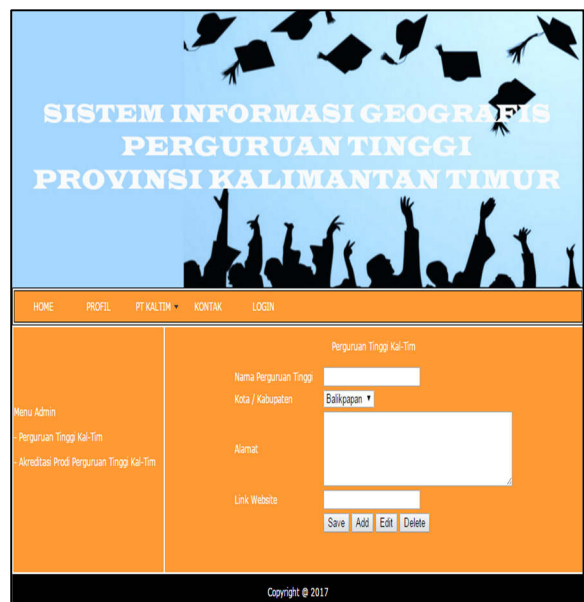 SISTEM INFORMASI GEOGRAFIS
PERGURUAN TINGGI
PROVINSI KALIMANTAN TIMUR
HOME PROFIL PT KALTIM KONTAK LOGIN
Menu Admin
- Perguruan Tinggi Kal-Tim
- Akreditasi Prodi Perguruan Tinggi Kal-Tim
Perguruan Tinggi Kal-Tim
Nama Perguruan Tinggi
Kota / Kabupaten Balikpapan
Alamat
Link Website
Save Add Edit Delete
Copyright @ 2017